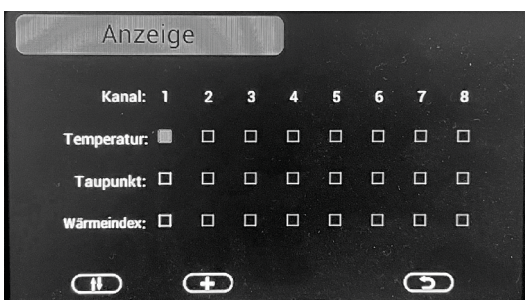 Anzeige
Kanal: 1 2 3 4 5 6 7 8
Temperatur:
Taupunkt:
Wärmeindex: